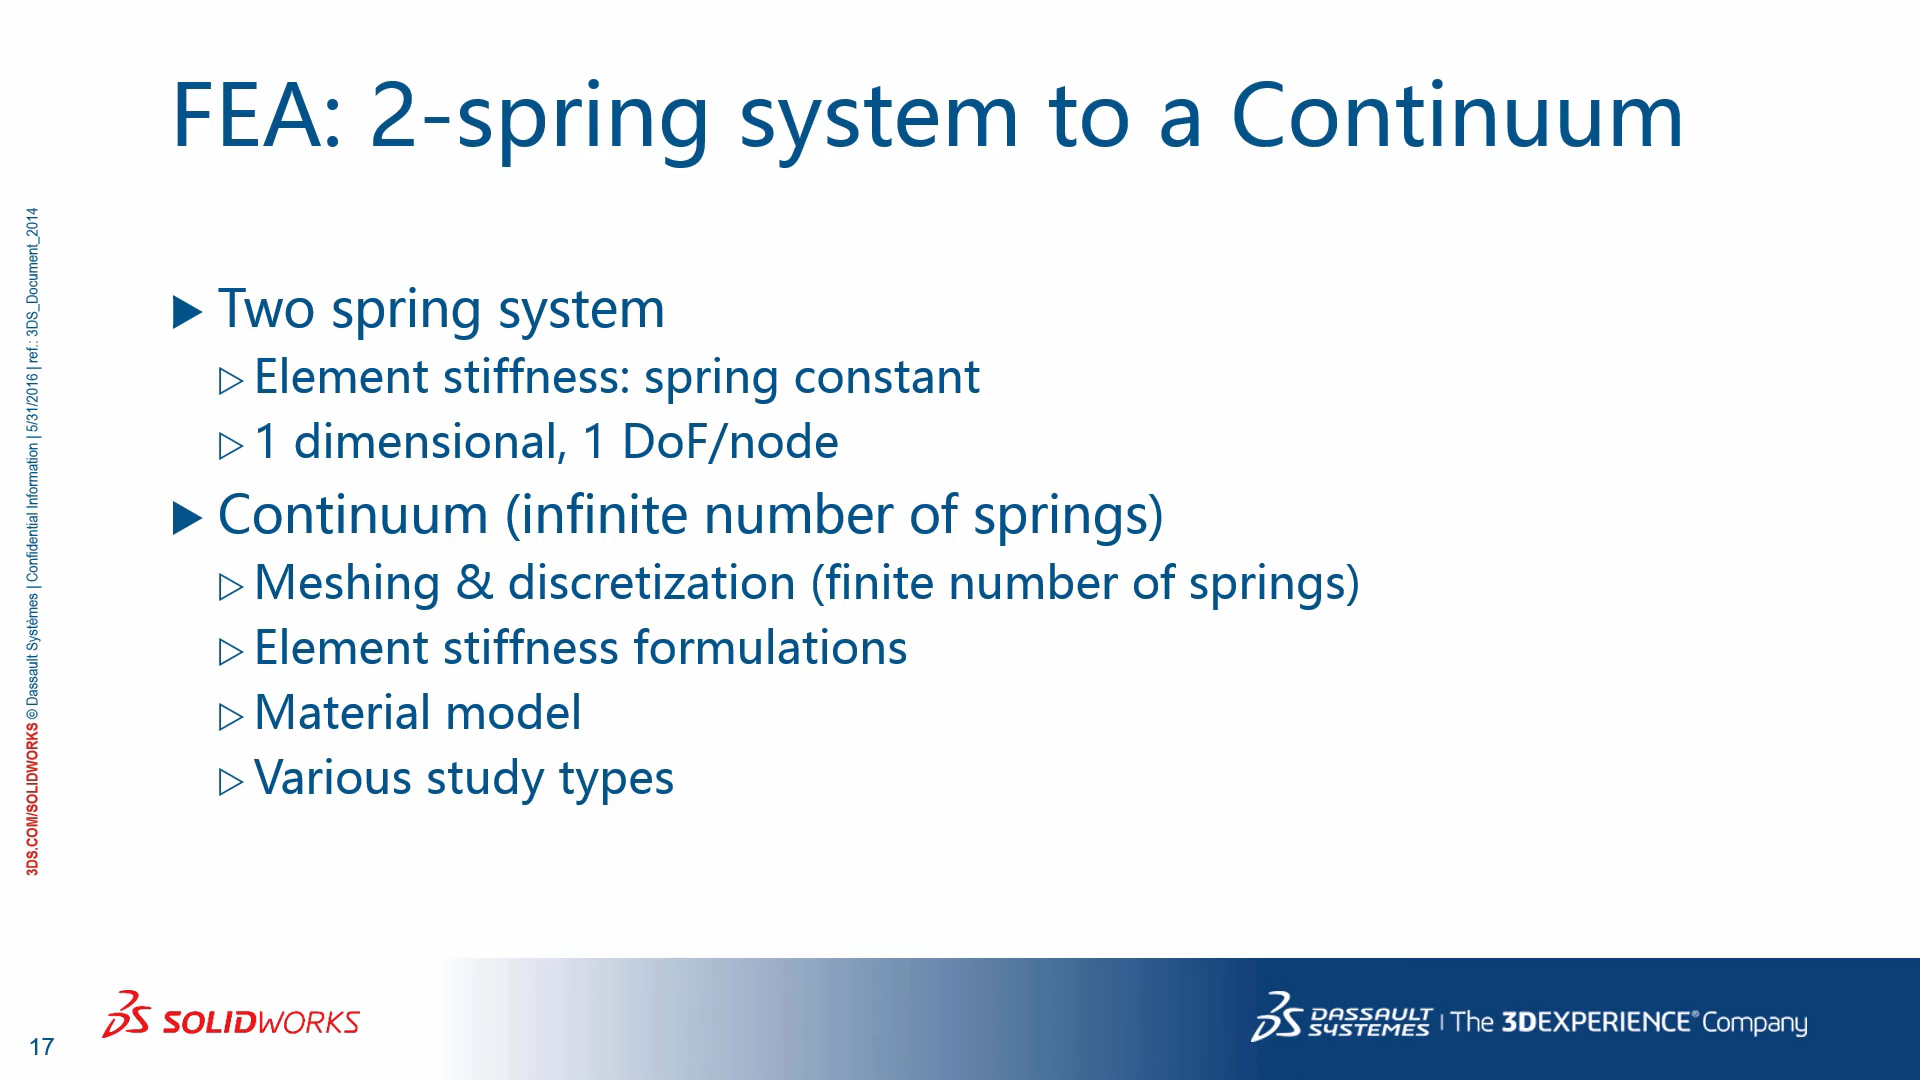 FEA: 2-spring system to a Continuum
▶ Two spring system
▷ Element stiffness: spring constant
▷ 1 dimensional, 1 DoF/node
▶ Continuum (infinite number of springs)
▷ Meshing & discretization (finite number of springs)
▷ Element stiffness formulations
▷ Material model
▷ Various study types
3DS.COM/SOLIDWORKS © Dassault Systèmes | Confidential Information | 5/31/2016 | ref.: 3DS_Document_2014
17
SOLIDWORKS
DASSAULT SYSTEMES | The 3DEXPERIENCE® Company